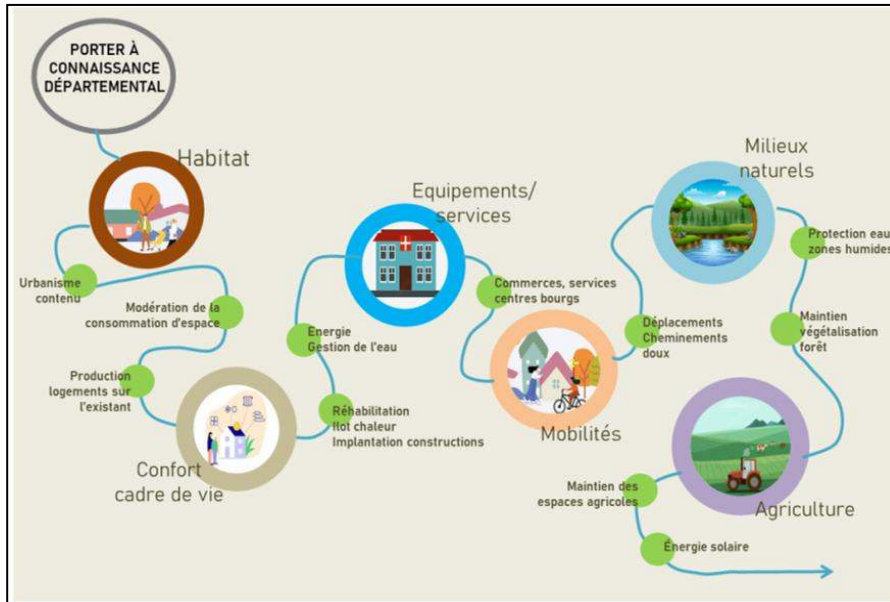 PORTER À
CONNAISSANCE
DÉPARTEMENTAL
Habitat
Urbanisme
contenu
Modération de la
consommation d'espace
Production
logements sur
l'existant
Confort
cadre de vie
Réhabilitation
Ilot chaleur
Implantation constructions
Energie
Gestion de l'eau
Equipements/
services
Commerces, services
centres bourgs
Mobilités
Déplacements
Cheminements
doux
Milieux
naturels
Protection eau
zones humides
Maintien
végétalisation
forêt
Agriculture
Maintien des
espaces agricoles
Énergie solaire